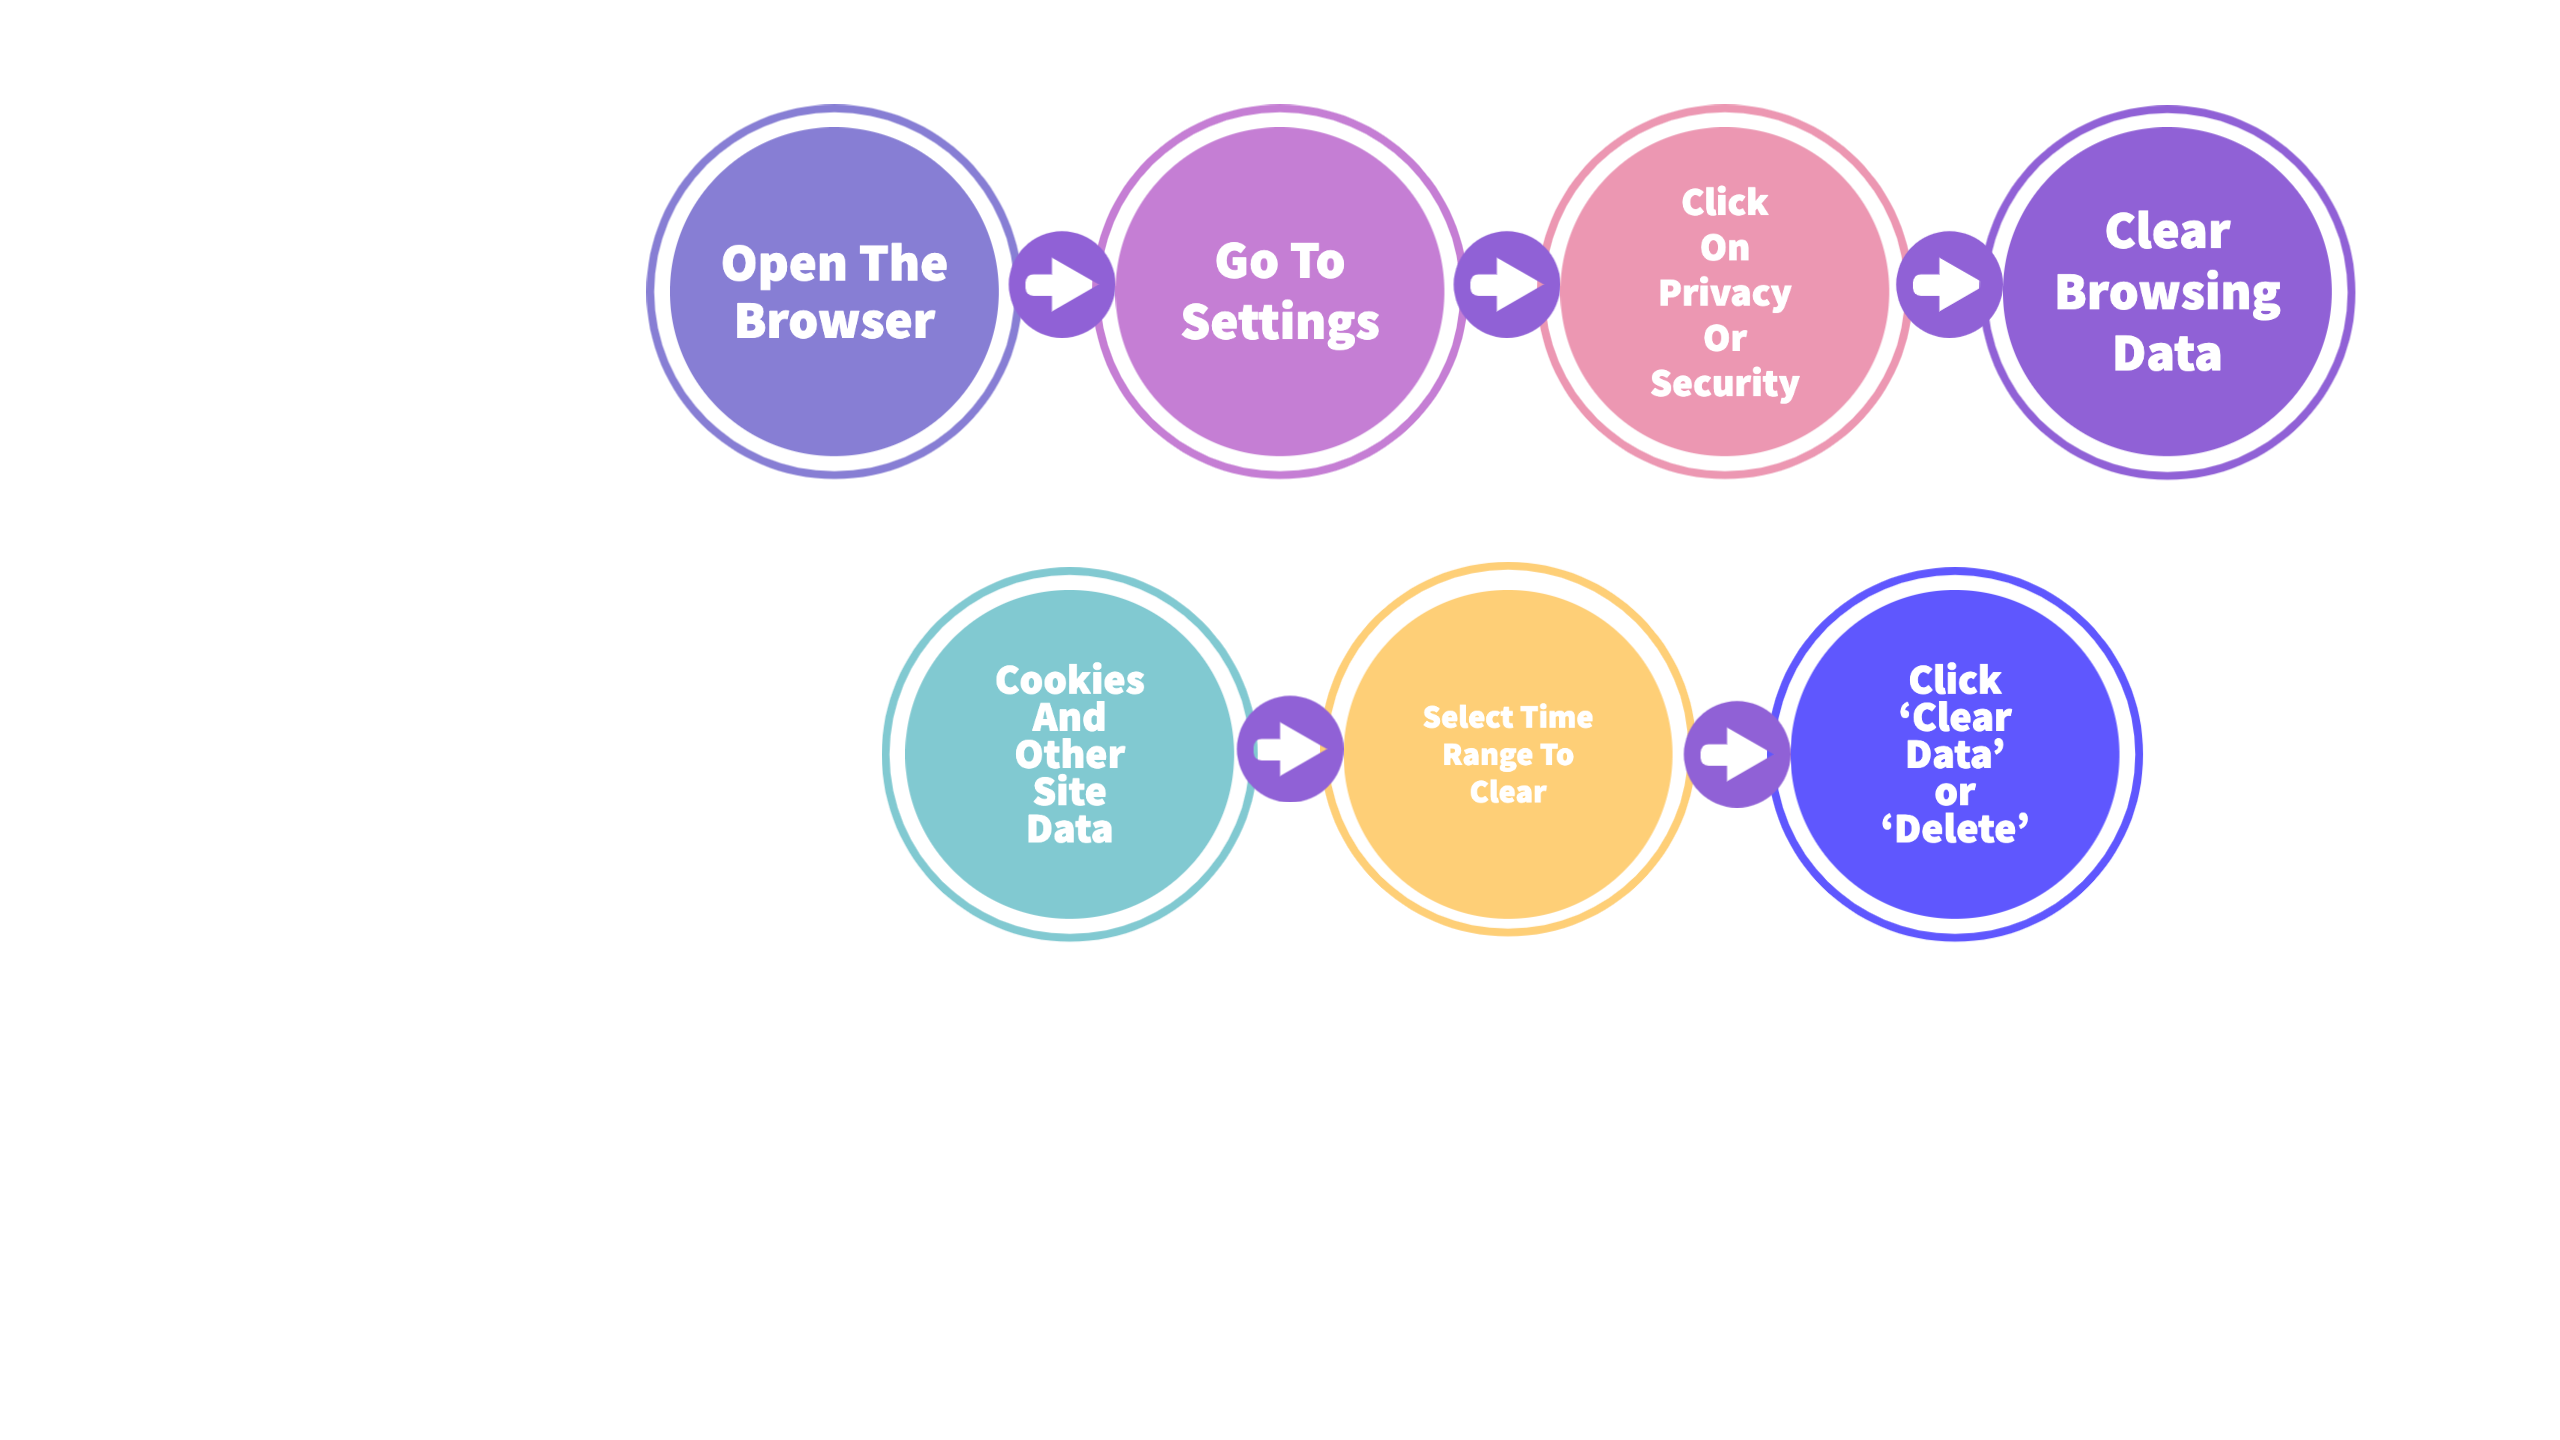 Open The
Browser
Go To
Settings
Click
On
Privacy
Or
Security
Clear
Browsing
Data
Cookies
And
Other
Site
Data
Select Time
Range To
Clear
Click
‘Clear
Data’
or
‘Delete’